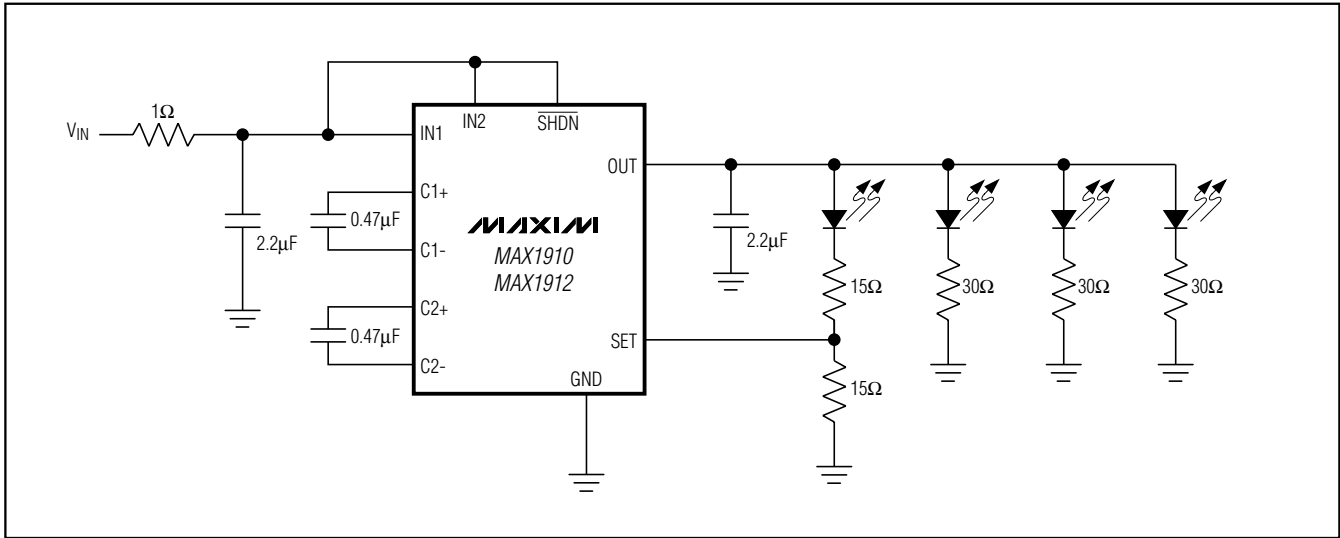 1Ω
VIN
IN1
IN2
SHDN
OUT
C1+
0.47μF
C1-
2.2μF
MAXIM
MAX1910
MAX1912
2.2μF
15Ω
30Ω
30Ω
30Ω
C2+
0.47μF
C2-
SET
GND
15Ω